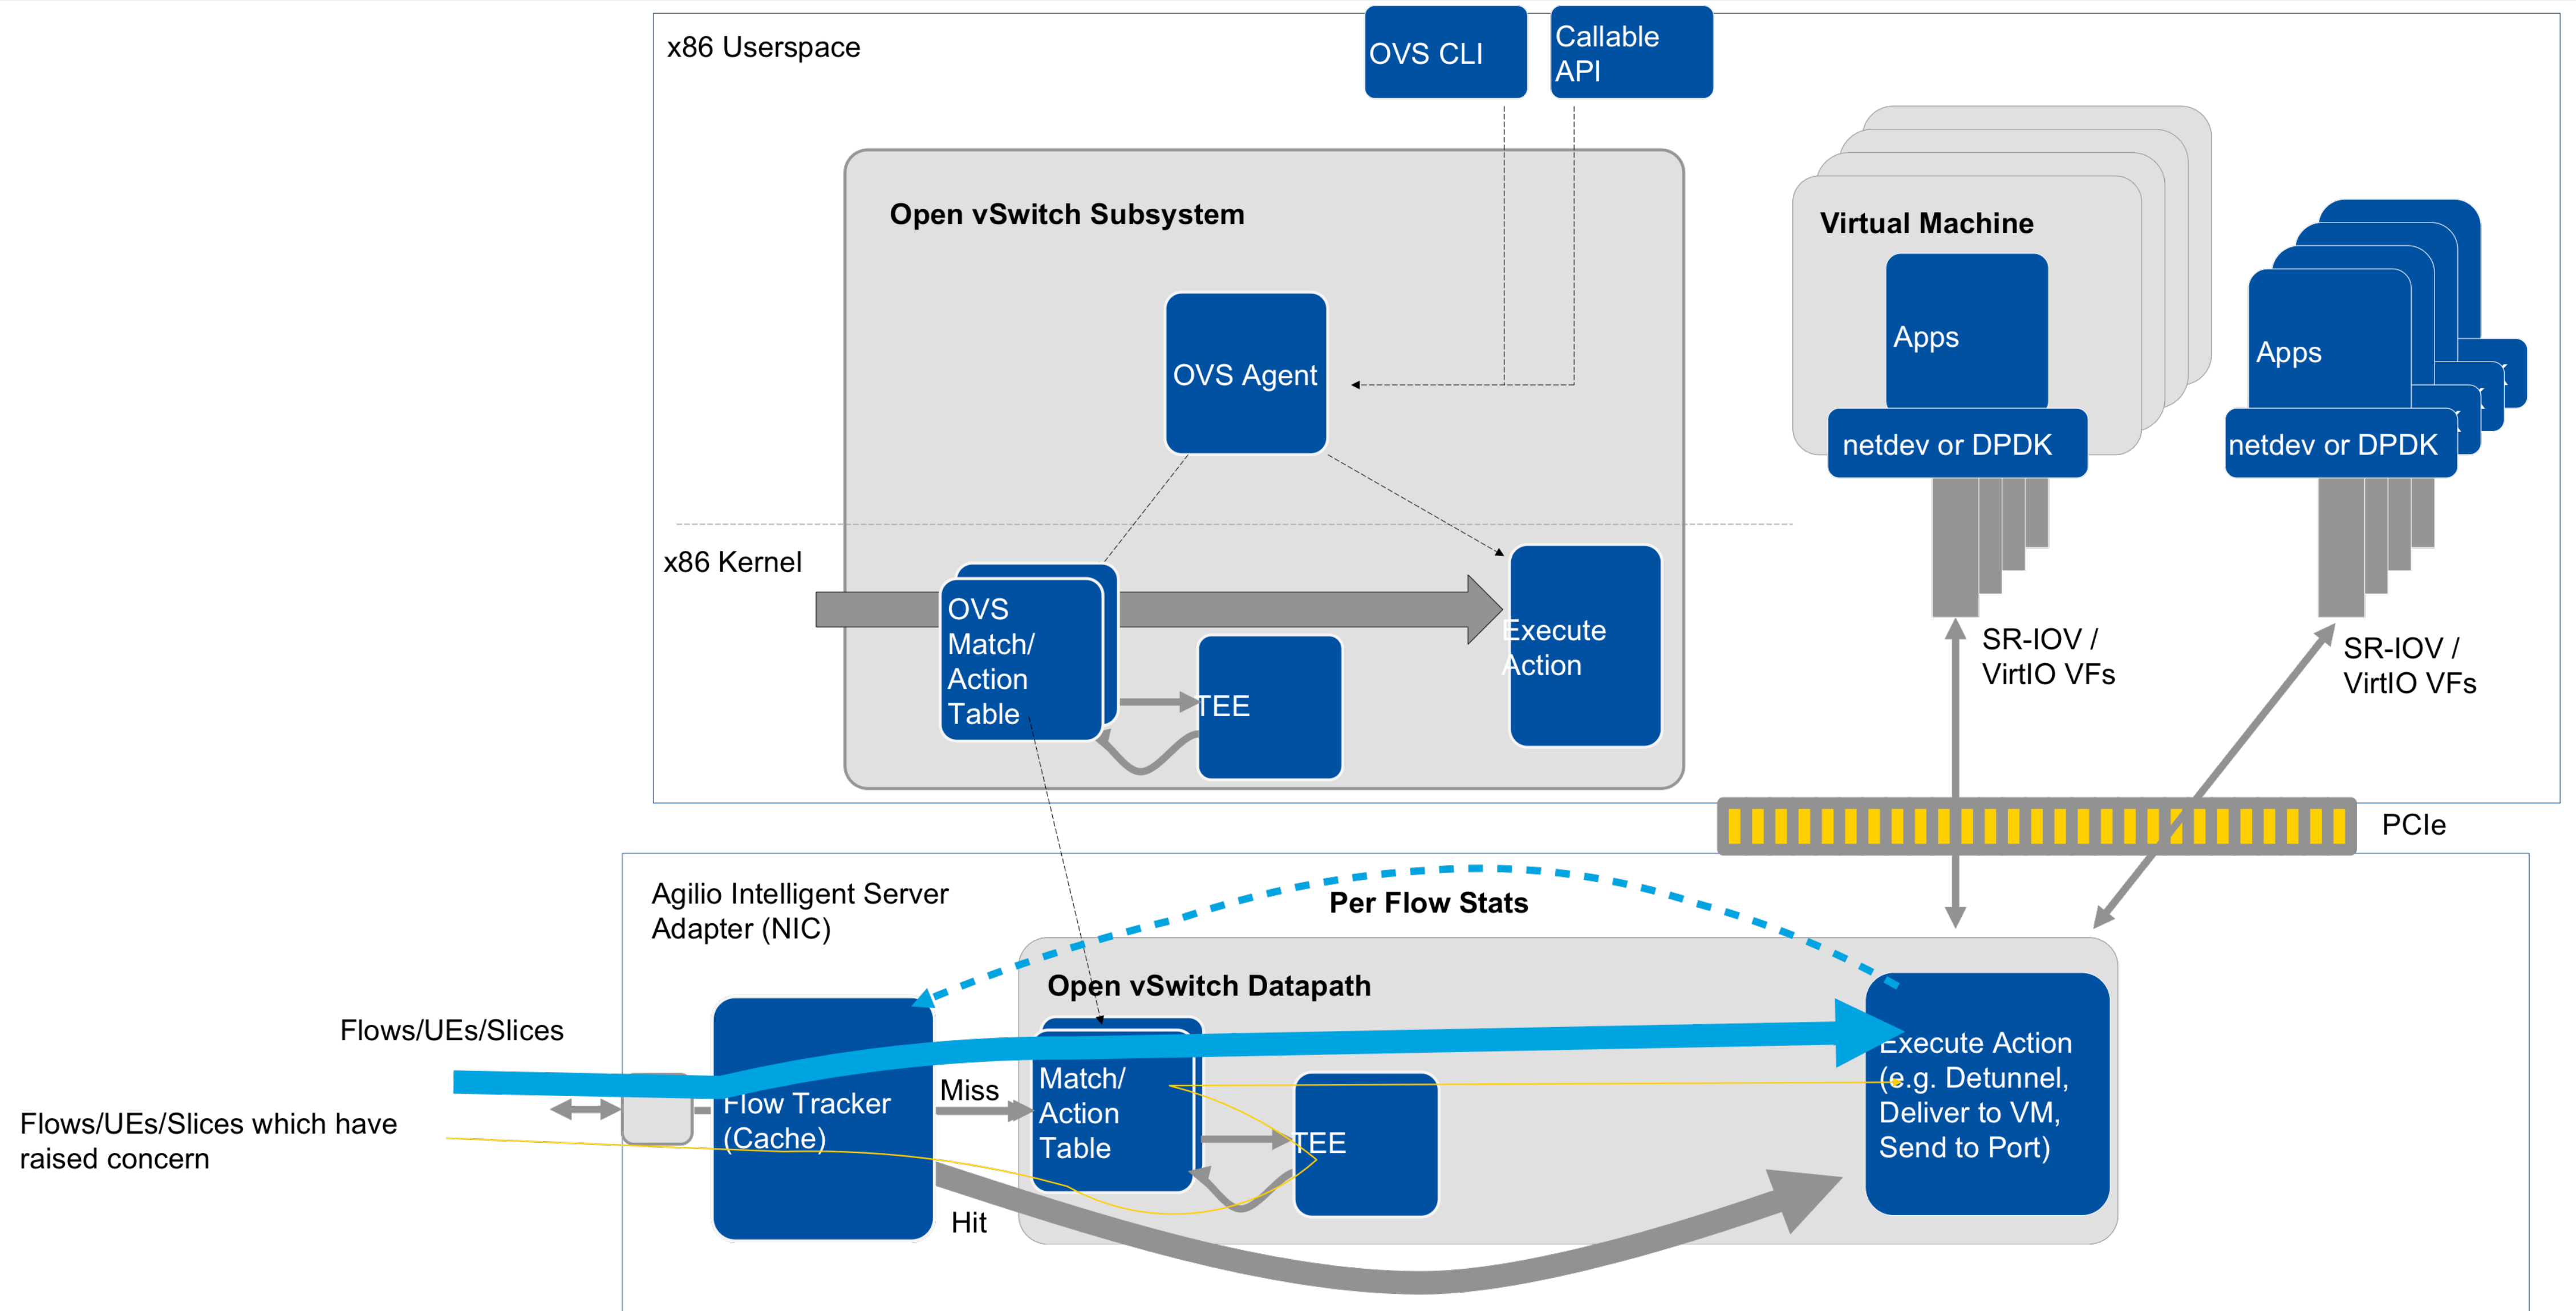 x86 Userspace
OVS CLI
Callable
API
Open vSwitch Subsystem
Virtual Machine
Apps
Apps
OVS Agent
netdev or DPDK
netdev or DPDK
x86 Kernel
OVS
Match/
Action
Table
TEE
Execute
Action
SR-IOV /
VirtIO VFs
SR-IOV /
VirtIO VFs
PCIe
Agilio Intelligent Server
Adapter (NIC)
Per Flow Stats
Open vSwitch Datapath
Flows/UEs/Slices
Flows/UEs/Slices which have
raised concern
Flow Tracker
(Cache)
Miss
Hit
Match/
Action
Table
TEE
Execute Action
(e.g. Detunnel,
Deliver to VM,
Send to Port)